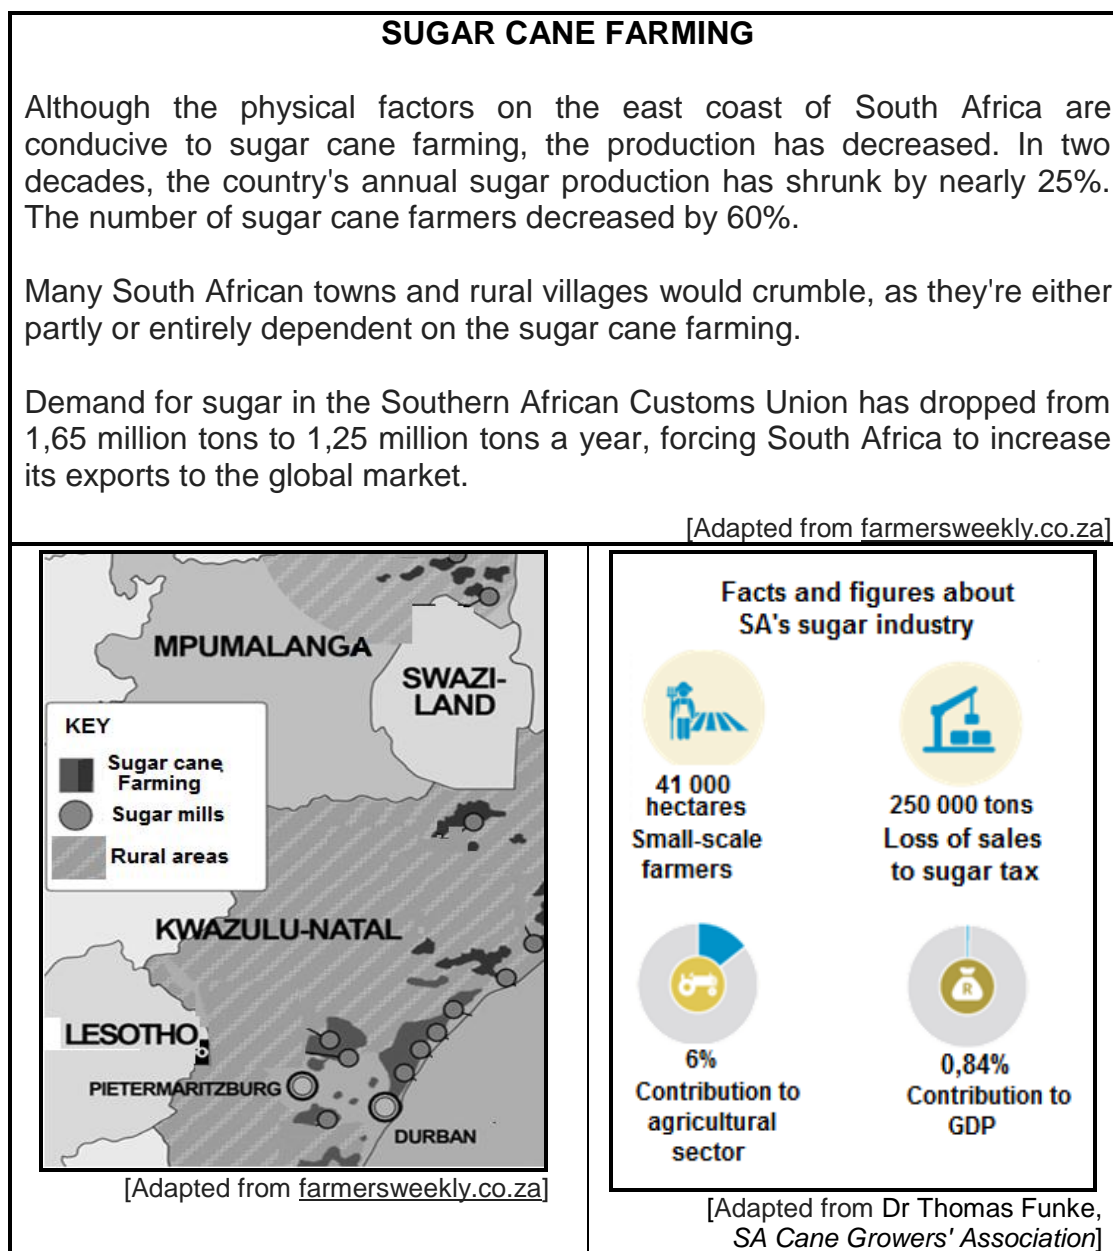 SUGAR CANE FARMING
Although the physical factors on the east coast of South Africa are
conducive to sugar cane farming, the production has decreased. In two
decades, the country's annual sugar production has shrunk by nearly 25%.
The number of sugar cane farmers decreased by 60%.
Many South African towns and rural villages would crumble, as they're either
partly or entirely dependent on the sugar cane farming.
Demand for sugar in the Southern African Customs Union has dropped from
1,65 million tons to 1,25 million tons a year, forcing South Africa to increase
its exports to the global market.
[Adapted from farmersweekly.co.za]
MPUMALANGA
SWAZI-
LAND
KEY
Sugar cane
Farming
Sugar mills
Rural areas
KWAZULU-NATAL
LESOTHO
PIETERMARITZBURG
DURBAN
[Adapted from farmersweekly.co.za]
Facts and figures about
SA's sugar industry
41 000
hectares
Small-scale
farmers
250 000 tons
Loss of sales
to sugar tax
6%
Contribution to
agricultural
sector
R
0,84%
Contribution to
GDP
[Adapted from Dr Thomas Funke,
SA Cane Growers' Association]